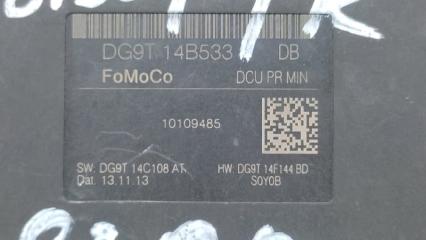 DG9T 14B533 DB
FoMoCo DCU PR MIN
10109485
SW: DG9T 14C108 AT HW: DG9T 14F144 BD
Dat. 13.11.13 S0Y0B